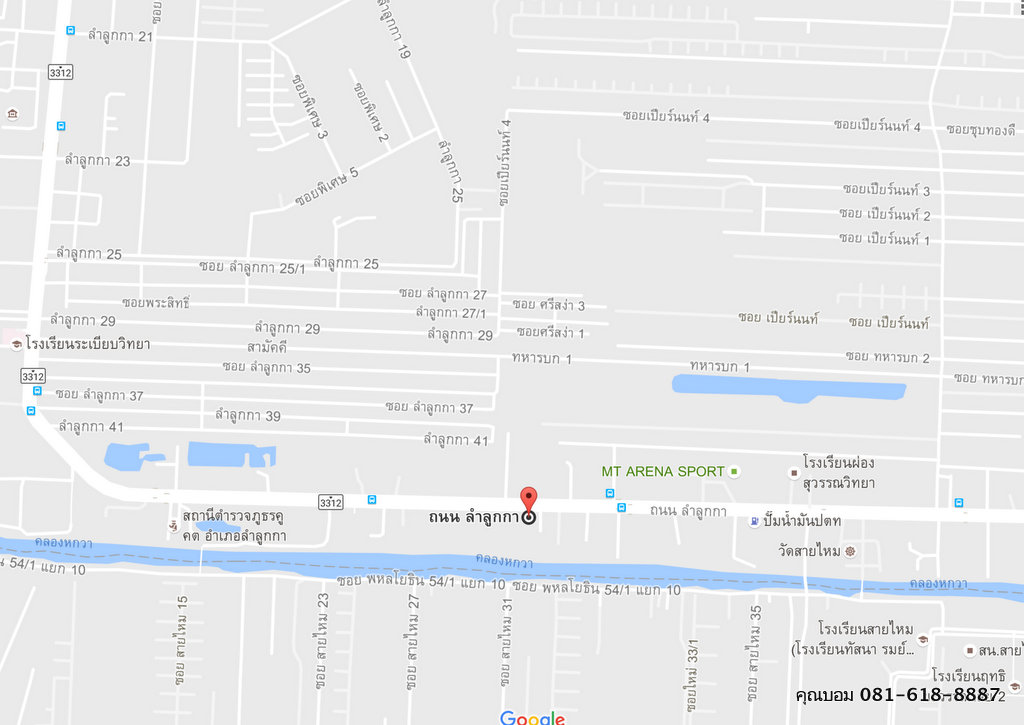 ลำลูกกา 21
ซอย
ลำลูกกา 19
3312
ซอยพิเศษ 3
ซอยพิเศษ 2
ซอยเปียร์นนท์ 4
ซอยเปียร์นนท์ 4
ซอยเปียร์นนท์ 4
ซอยชุบทองดี
ลำลูกกา 23
ซอยพิเศษ 5
ลำลูกกา 25
ซอยเปียร์นนท์ 3
ซอย เปียร์นนท์ 2
ซอย เปียร์นนท์ 1
ลำลูกกา 25
ซอย ลำลูกกา 25/1
ลำลูกกา 25
ซอยพระสิทธิ์
ซอย ลำลูกกา 27
ซอย ศรีสง่า 3
ลำลูกกา 27/1
ลำลูกกา 29
ลำลูกกา 29
ลำลูกกา 29
ซอยศรีสง่า 1
ซอย เปียร์นนท์
ซอย เปียร์นนท์
โรงเรียนระเบียบวิทยา
สามัคคี
ทหารบก 1
ซอย ทหารบก 2
ซอย ลำลูกกา 35
ทหารบก 1
3312
ซอย ทหารบก
ซอย ลำลูกกา 37
ซอย ลำลูกกา 37
ลำลูกกา 39
ลำลูกกา 41
ลำลูกกา 41
MT ARENA SPORT
โรงเรียนผ่อง
สุวรรณวิทยา
3312
ถนน ลำลูกกา
ถนน ลำลูกกา
สถานีตำรวจภูธรคู
คต อำเภอลำลูกกา
ปั๊มน้ำมันปตท
คลองหกวา
คลองหกวา
วัดสายไหม
น 54/1 แยก 10
ซอย พหลโยธิน 54/1 แยก 10
ซอย พหลโยธิน 54/1 แยก 10
คลองหกวา
ซอย สายไหม 15
ซอย สายไหม 23
ซอย สายไหม 27
ซอย สายไหม 31
ซอยใหม่ 33/1
ซอย สายไหม 35
โรงเรียนสายไหม
(โรงเรียนทัสนา รมย์...
สน.สายไ
โรงเรียนฤทธิ
คุณบอม 081-618-8887
Google